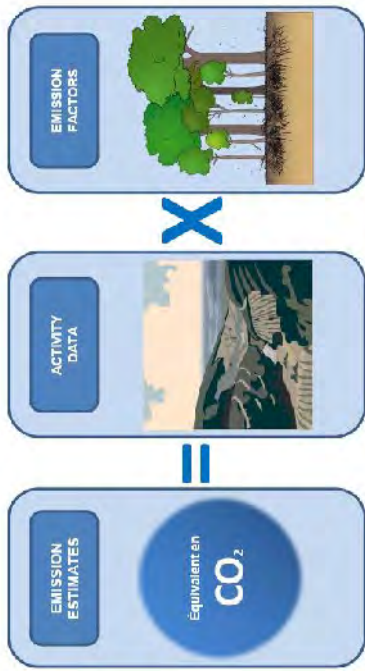 EMISSION
ESTIMATES
Équivalent en
CO₂
=
ACTIVITY
DATA
X
EMISSION
FACTORS